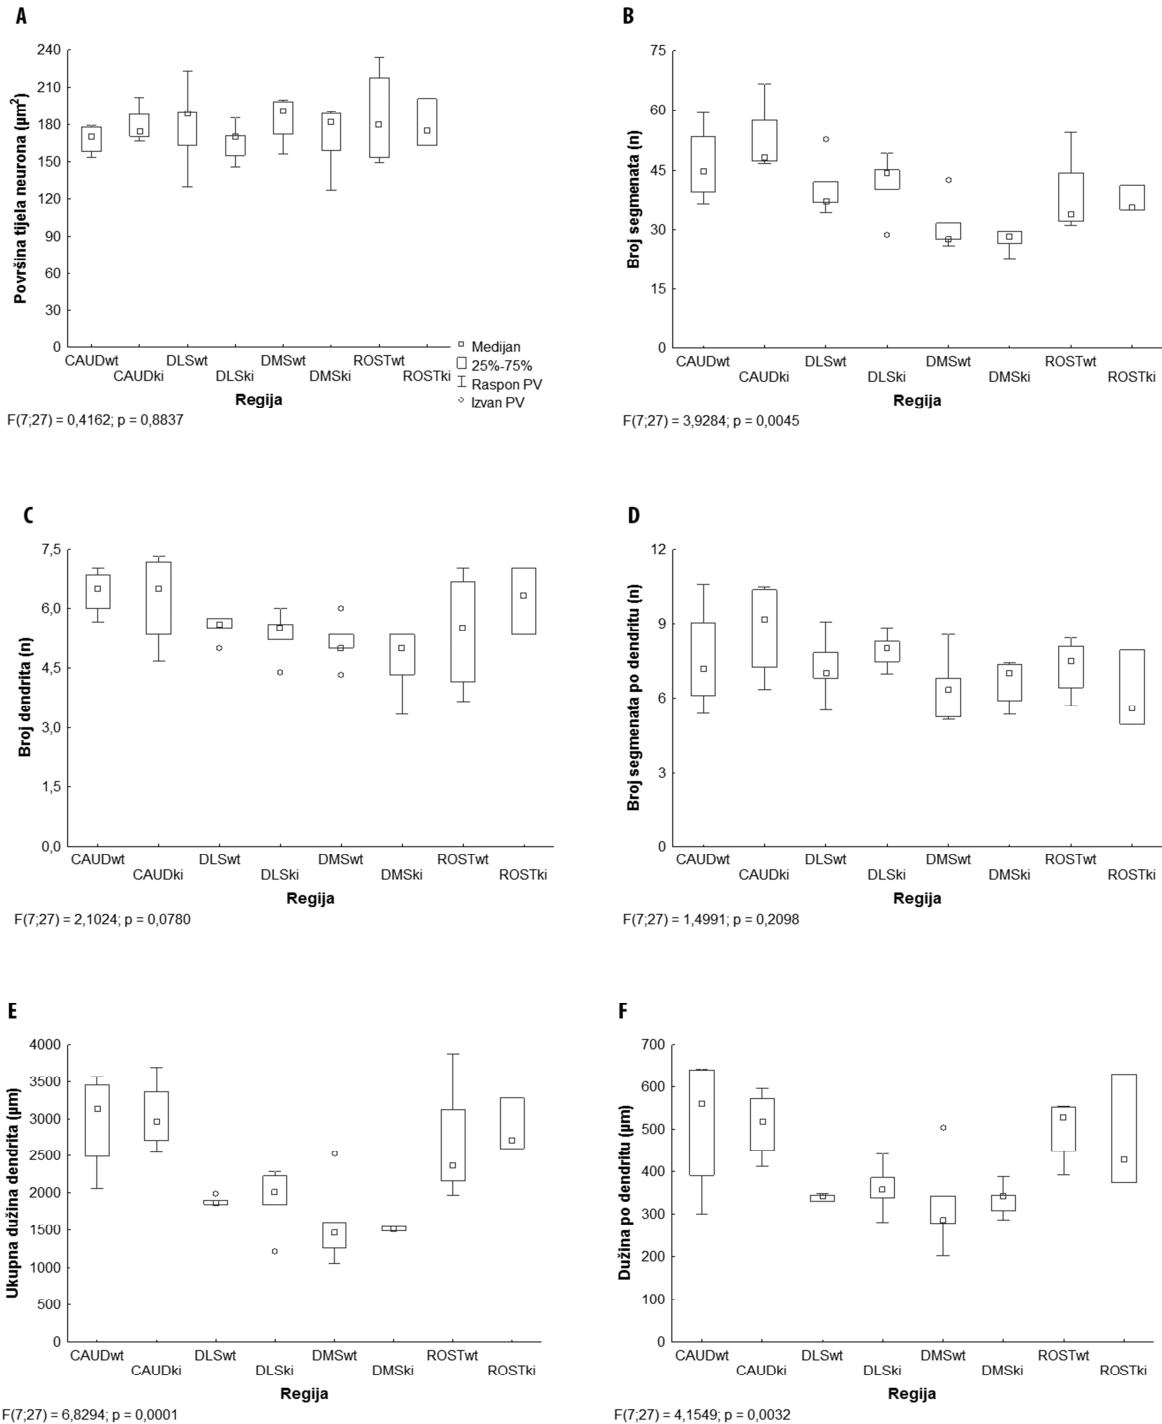 A
Površina tijela neurona (µm²)
240
210
180
150
120
90
60
30
0
CAUDwt DLSwt DMSwt ROSTwt
CAUDki DLSki DMSki ROSTki
Regija
Medijan
25%-75%
Raspon PV
Izvan PV
F(7;27) = 0,4162; p = 0,8837
B
Broj segmenata (n)
75
60
45
30
15
0
CAUDwt DLSwt DMSwt ROSTwt
CAUDki DLSki DMSki ROSTki
Regija
F(7;27) = 3,9284; p = 0,0045
C
Broj dendrita (n)
7,5
6,0
4,5
3,0
1,5
0,0
CAUDwt DLSwt DMSwt ROSTwt
CAUDki DLSki DMSki ROSTki
Regija
F(7;27) = 2,1024; p = 0,0780
D
Broj segmenata po dendritu (n)
12
9
6
3
0
CAUDwt DLSwt DMSwt ROSTwt
CAUDki DLSki DMSki ROSTki
Regija
F(7;27) = 1,4991; p = 0,2098
E
Ukupna dužina dendrita (µm)
4000
3500
3000
2500
2000
1500
1000
500
0
CAUDwt DLSwt DMSwt ROSTwt
CAUDki DLSki DMSki ROSTki
Regija
F(7;27) = 6,8294; p = 0,0001
F
Dužina po dendritu (µm)
700
600
500
400
300
200
100
0
CAUDwt DLSwt DMSwt ROSTwt
CAUDki DLSki DMSki ROSTki
Regija
F(7;27) = 4,1549; p = 0,0032